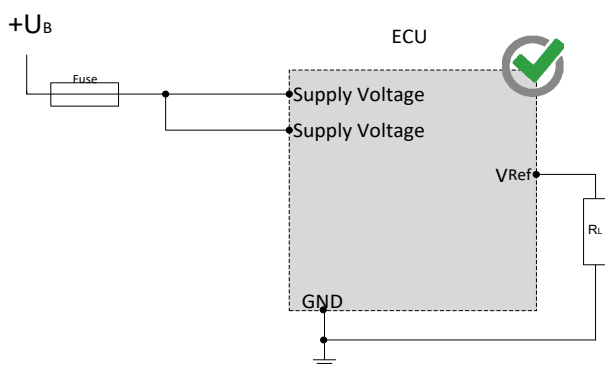 +UB
ECU
Fuse
Supply Voltage
Supply Voltage
VRef
RL
GND